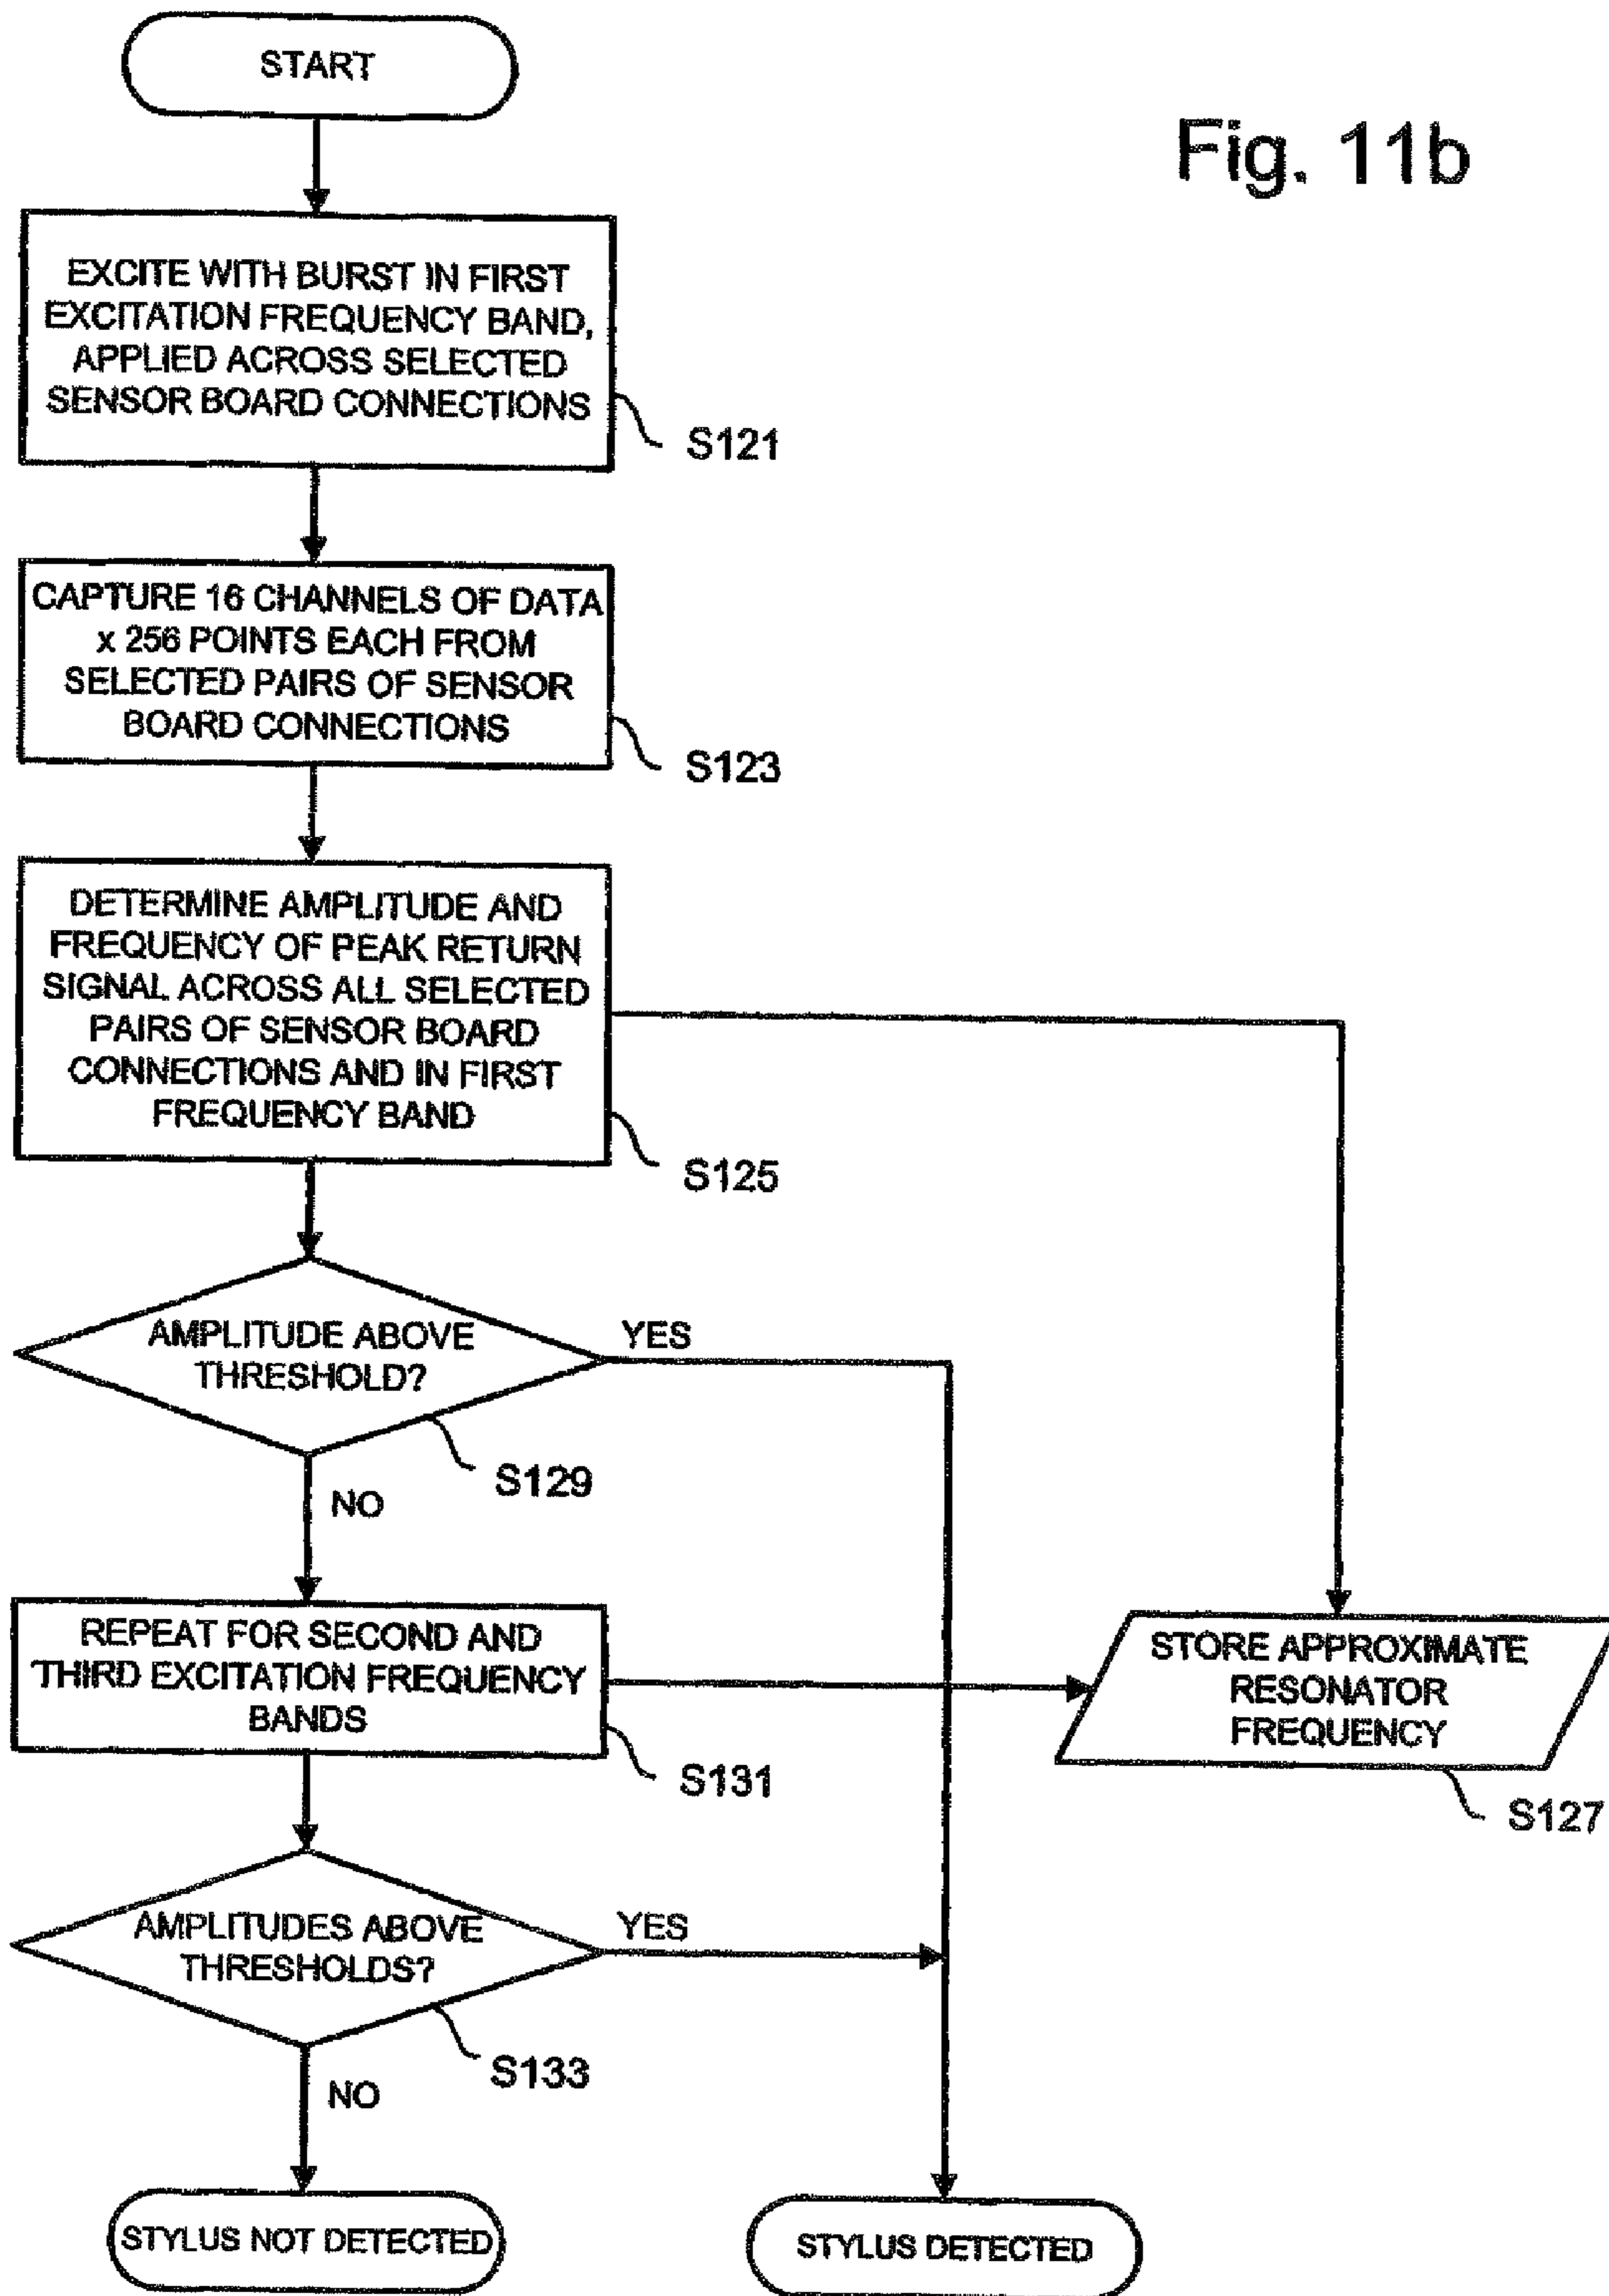 START
Fig. 11b
EXCITE WITH BURST IN FIRST
EXCITATION FREQUENCY BAND,
APPLIED ACROSS SELECTED
SENSOR BOARD CONNECTIONS
S121
CAPTURE 16 CHANNELS OF DATA
x 256 POINTS EACH FROM
SELECTED PAIRS OF SENSOR
BOARD CONNECTIONS
S123
DETERMINE AMPLITUDE AND
FREQUENCY OF PEAK RETURN
SIGNAL ACROSS ALL SELECTED
PAIRS OF SENSOR BOARD
CONNECTIONS AND IN FIRST
FREQUENCY BAND
S125
AMPLITUDE ABOVE
THRESHOLD?
YES
S129
NO
REPEAT FOR SECOND AND
THIRD EXCITATION FREQUENCY
BANDS
S131
STORE APPROXIMATE
RESONATOR
FREQUENCY
S127
AMPLITUDES ABOVE
THRESHOLDS?
YES
S133
NO
STYLUS NOT DETECTED
STYLUS DETECTED